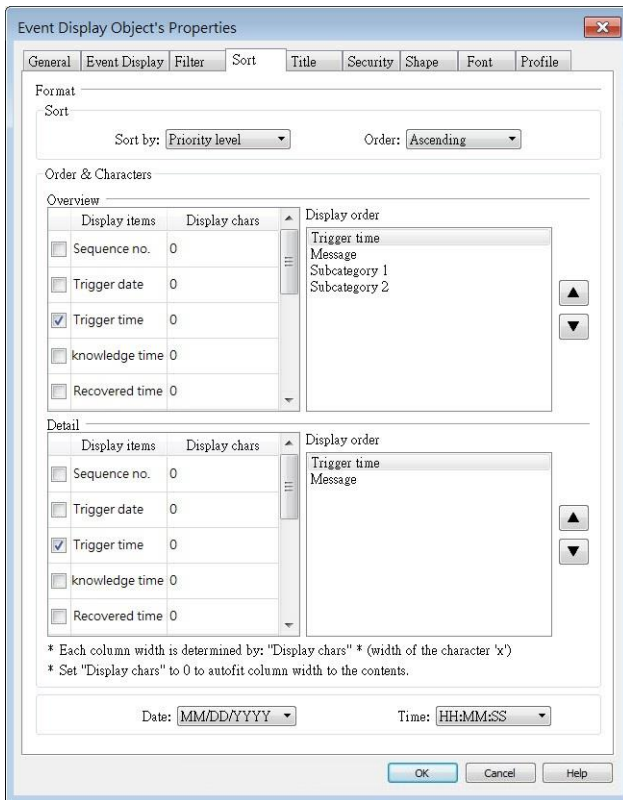 Event Display Object's Properties
General Event Display Filter Sort Title Security Shape Font Profile
Format
Sort
Sort by: Priority level Order: Ascending
Order & Characters
Overview
Display items Display chars
Sequence no. 0
Trigger date 0
Trigger time 0
knowledge time 0
Recovered time 0
Display order
Trigger time
Message
Subcategory 1
Subcategory 2
Detail
Display items Display chars
Sequence no. 0
Trigger date 0
Trigger time 0
knowledge time 0
Recovered time 0
Display order
Trigger time
Message
* Each column width is determined by: "Display chars" * (width of the character 'x')
* Set "Display chars" to 0 to autofit column width to the contents.
Date: MM/DD/YYYY Time: HH:MM:SS
OK Cancel Help